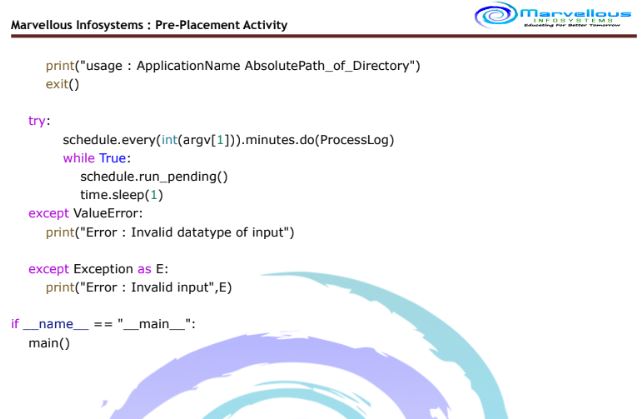 Marvellous Infosystems : Pre-Placement Activity
Marvellous
INFOSYSTEMS
Educating For Better Tomorrow
print("usage : ApplicationName AbsolutePath_of_Directory")
exit()
try:
schedule.every(int(argv[1])).minutes.do(ProcessLog)
while True:
schedule.run_pending()
time.sleep(1)
except ValueError:
print("Error : Invalid datatype of input")
except Exception as E:
print("Error : Invalid input",E)
if __name__ == "__main__":
main()